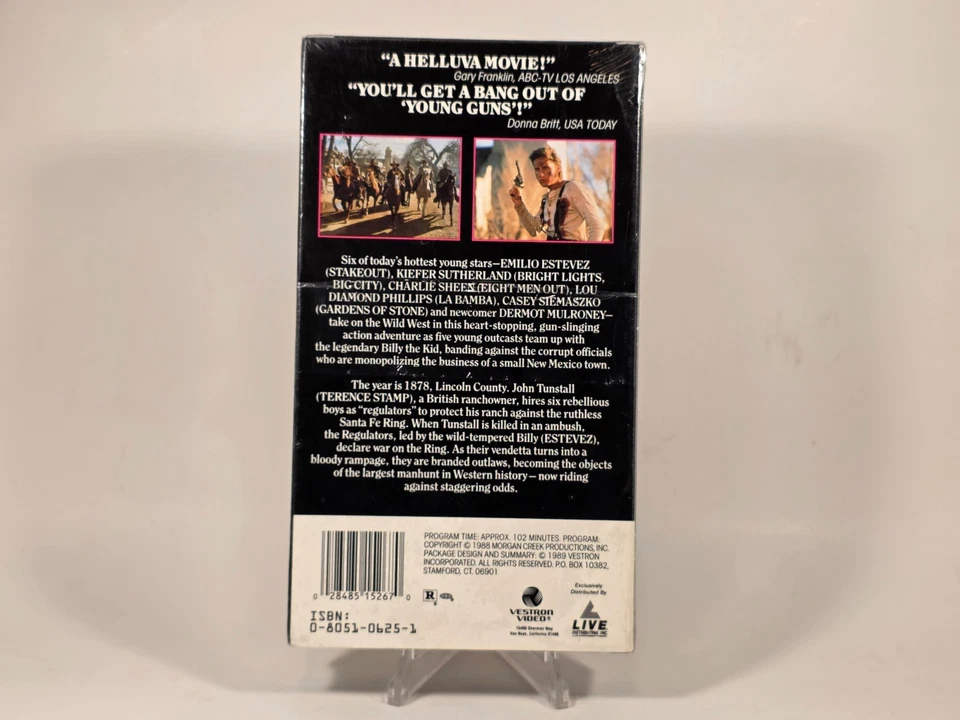 “A HELLUVA MOVIE!”
Gary Franklin, ABC-TV LOS ANGELES
“YOU’LL GET A BANG OUT OF
‘YOUNG GUNS’!”
Donna Britt, USA TODAY
Six of today’s hottest young stars—EMILIO ESTEVEZ
(STAKEOUT), KIEFER SUTHERLAND (BRIGHT LIGHTS,
BIG CITY), CHARLIE SHEEN (EIGHT MEN OUT), LOU
DIAMOND PHILLIPS (LA BAMBA), CASEY SIEMASZKO
(GARDENS OF STONE) and newcomer DERMOT MULRONEY—
take on the Wild West in this heart-stopping, gun-slinging
action adventure as five young outcasts team up with
the legendary Billy the Kid, banding against the corrupt officials
who are monopolizing the business of a small New Mexico town.
The year is 1878, Lincoln County. John Tunstall
(TERENCE STAMP), a British ranchowner, hires six rebellious
boys as “regulators” to protect his ranch against the ruthless
Santa Fe Ring. When Tunstall is killed in an ambush,
the Regulators, led by the wild-tempered Billy (ESTEVEZ),
declare war on the Ring. As their vendetta turns into a
bloody rampage, they are branded outlaws, becoming the objects
of the largest manhunt in Western history—now riding
against staggering odds.
PROGRAM TIME: APPROX. 102 MINUTES. PROGRAM:
COPYRIGHT © 1988 MORGAN CREEK PRODUCTIONS, INC.
PACKAGE DESIGN AND SUMMARY: © 1989 VESTRON
INCORPORATED. ALL RIGHTS RESERVED. P.O. BOX 10382,
STAMFORD, CT. 06901
0 28485 15267 0
ISBN:
0-8051-0625-1
R
VESTRON
VIDEO®
15400 Sherman Way
Van Nuys, California 91406
Exclusively
Distributed By
LIVE
DISTRIBUTING INC